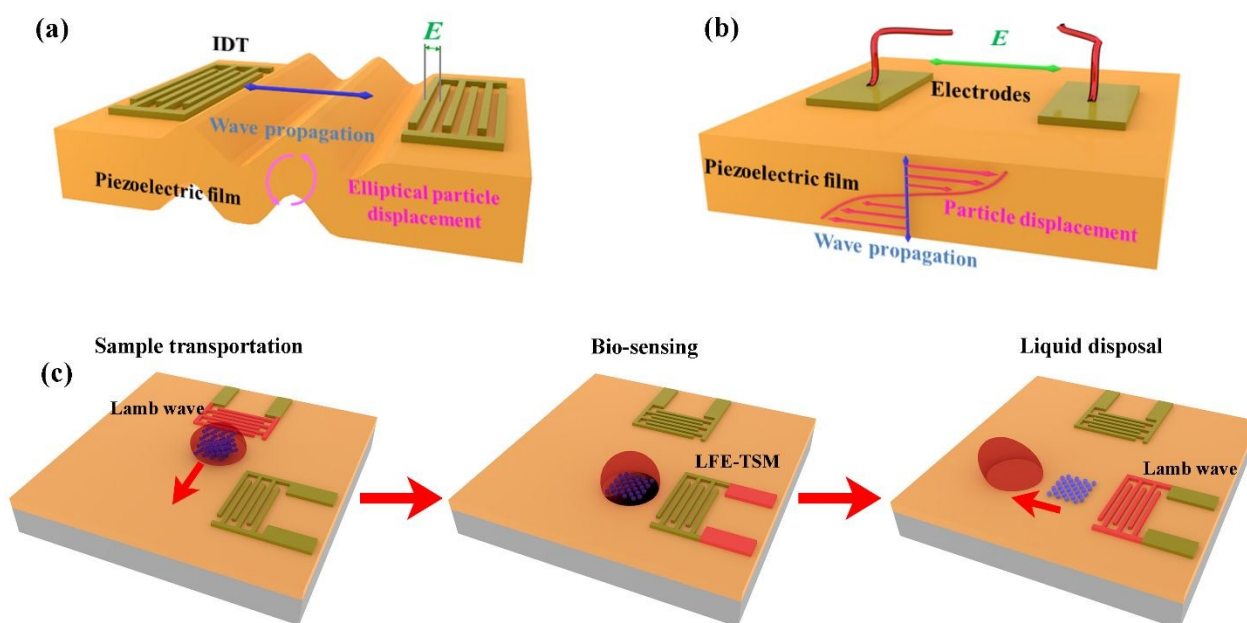 (a)
IDT
E
Wave propagation
Piezoelectric film
Elliptical particle
displacement
(b)
E
Electrodes
Piezoelectric film
Particle displacement
Wave propagation
(c)
Sample transportation
Lamb wave
Bio-sensing
LFE-TSM
Liquid disposal
Lamb wave